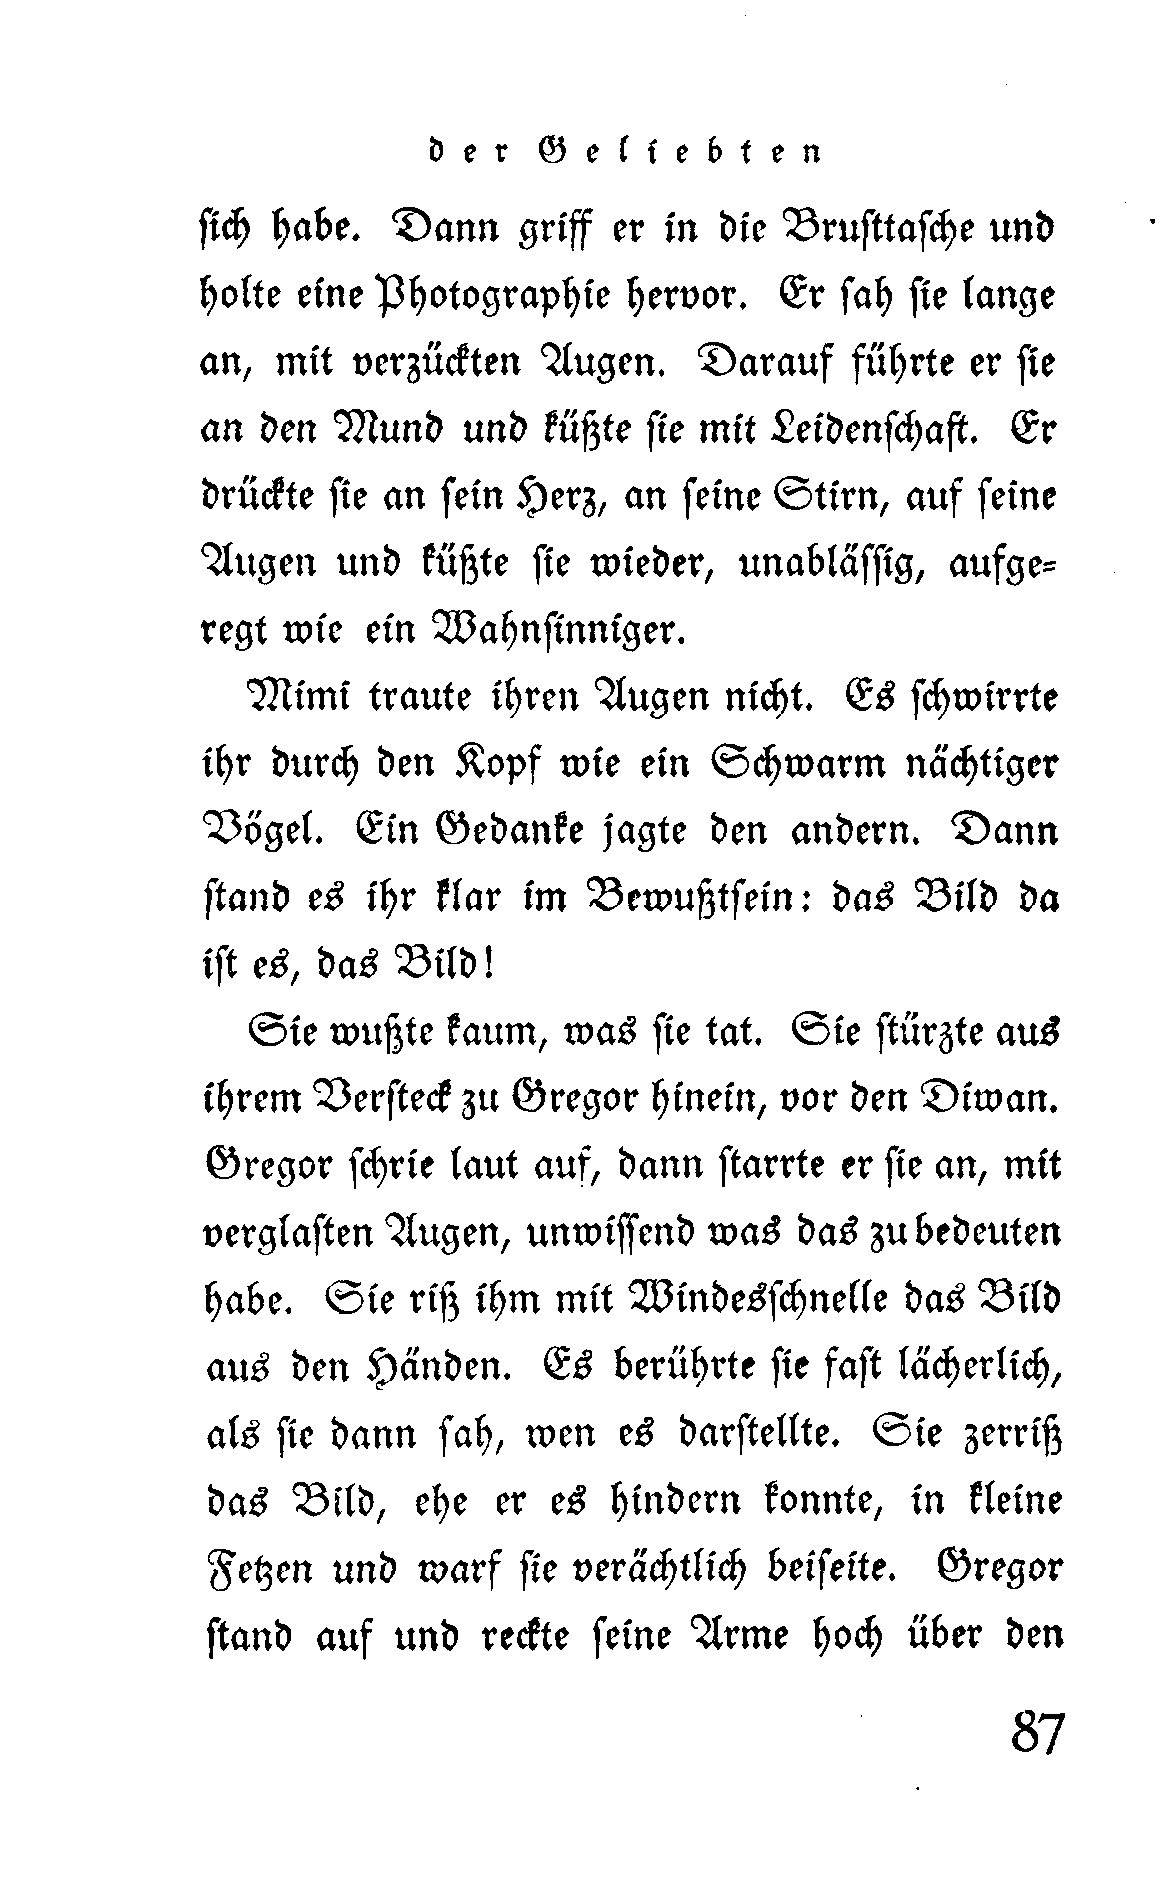 der Geliebten
ſich habe. Dann griff er in die Bruſttaſche und
holte eine Photographie hervor. Er ſah ſie lange
an, mit verzückten Augen. Darauf führte er ſie
an den Mund und küßte ſie mit Leidenſchaft. Er
drückte ſie an ſein Herz, an ſeine Stirn, auf ſeine
Augen und küßte ſie wieder, unabläſſig, aufge⸗
regt wie ein Wahnſinniger.
Mimi traute ihren Augen nicht. Es ſchwirrte
ihr durch den Kopf wie ein Schwarm nächtiger
Vögel. Ein Gedanke jagte den andern. Dann
ſtand es ihr klar im Bewußtſein: das Bild da
iſt es, das Bild!
Sie wußte kaum, was ſie tat. Sie ſtürzte aus
ihrem Verſteck zu Gregor hinein, vor den Diwan.
Gregor ſchrie laut auf, dann ſtarrte er ſie an, mit
verglaſten Augen, unwiſſend was das zu bedeuten
habe. Sie riß ihm mit Windesſchnelle das Bild
aus den Händen. Es berührte ſie faſt lächerlich,
als ſie dann ſah, wen es darſtellte. Sie zerriß
das Bild, ehe er es hindern konnte, in kleine
Fetzen und warf ſie verächtlich beiſeite. Gregor
ſtand auf und reckte ſeine Arme hoch über den
87